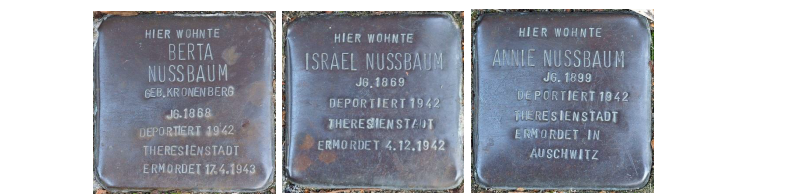 HIER WOHNTE
BERTA
NUSSBAUM
GEB. KRONENBERG
JG. 1868
DEPORTIERT 1942
THERESIENSTADT
ERMORDET 17.4.1943
HIER WOHNTE
ISRAEL NUSSBAUM
JG. 1869
DEPORTIERT 1942
THERESIENSTADT
ERMORDET 4.12.1942
HIER WOHNTE
ANNIE NUSSBAUM
JG. 1899
DEPORTIERT 1942
THERESIENSTADT
ERMORDET IN
AUSCHWITZ